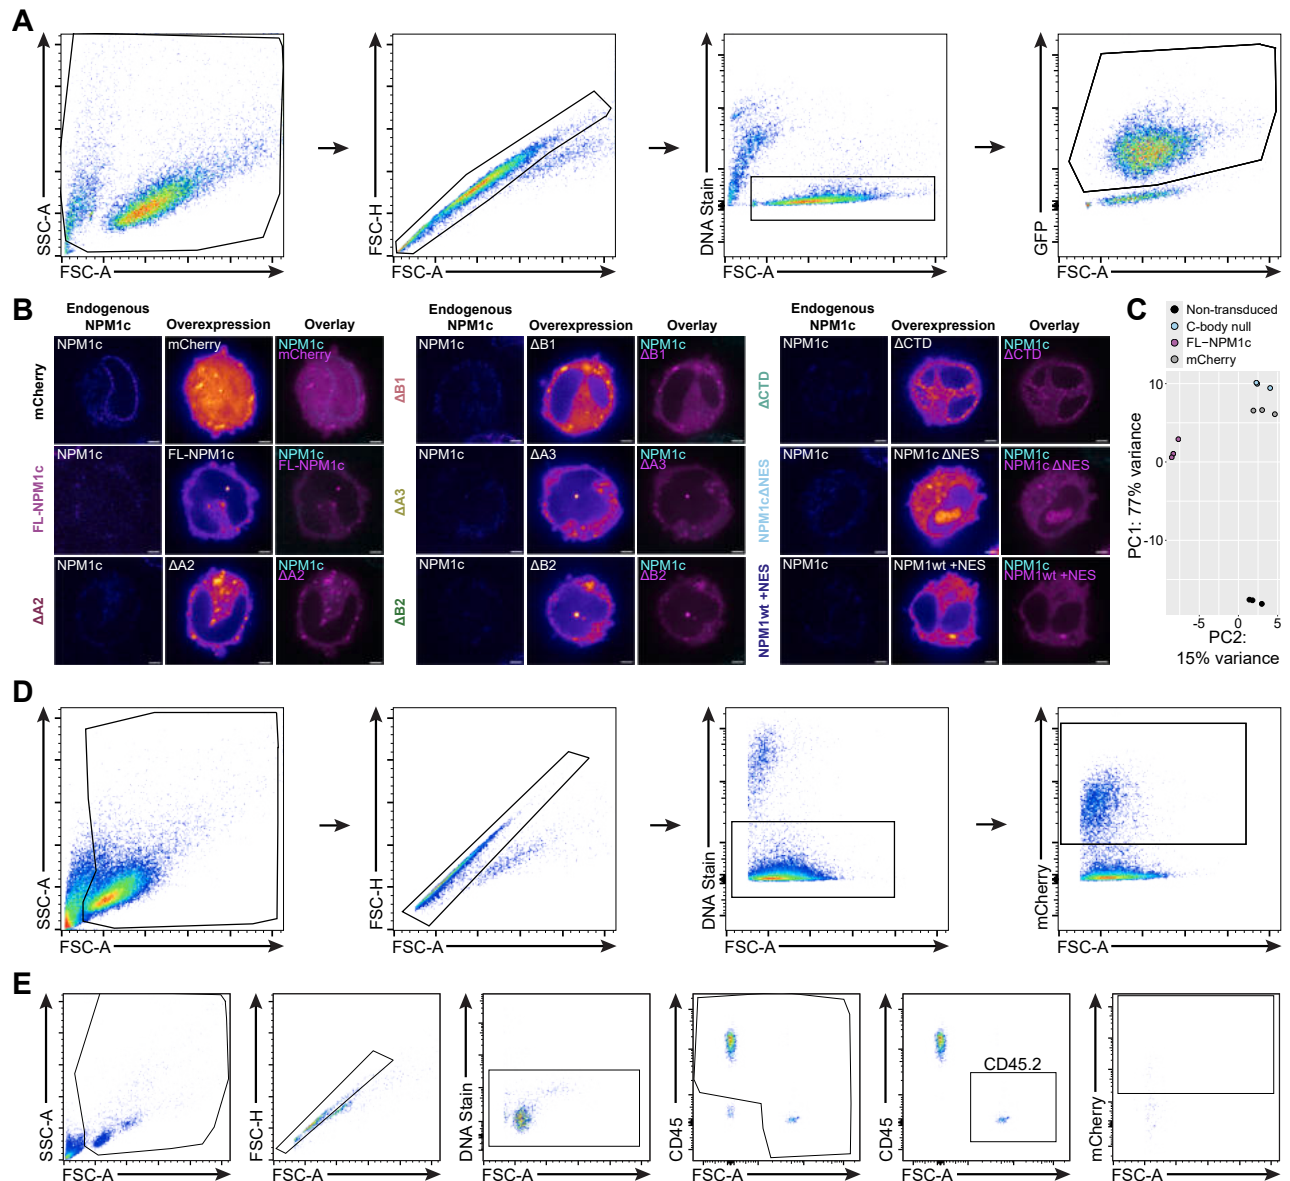 A
SSC-A
FSC-A
FSC-H
FSC-A
DNA Stain
FSC-A
GFP
FSC-A
B
Endogenous
NPM1c
Overexpression
Overlay
Endogenous
NPM1c
Overexpression
Overlay
Endogenous
NPM1c
Overexpression
Overlay
mCherry
NPM1c
mCherry
NPM1c
mCherry
ΔB1
NPM1c
ΔB1
NPM1c
ΔB1
ΔCTD
NPM1c
ΔCTD
NPM1c
ΔCTD
FL-NPM1c
NPM1c
FL-NPM1c
NPM1c
FL-NPM1c
ΔA3
NPM1c
ΔA3
NPM1c
ΔA3
NPM1cΔNES
NPM1c
NPM1c ΔNES
NPM1c
NPM1c ΔNES
ΔA2
NPM1c
ΔA2
NPM1c
ΔA2
ΔB2
NPM1c
ΔB2
NPM1c
ΔB2
NPM1wt +NES
NPM1c
NPM1wt +NES
NPM1c
NPM1wt +NES
C
Non-transduced
C-body null
FL-NPM1c
mCherry
PC1: 77% variance
10
0
-10
-5
0
5
PC2:
15% variance
D
SSC-A
FSC-A
FSC-H
FSC-A
DNA Stain
FSC-A
mCherry
FSC-A
E
SSC-A
FSC-A
FSC-H
FSC-A
DNA Stain
FSC-A
CD45
FSC-A
CD45
CD45.2
FSC-A
mCherry
FSC-A